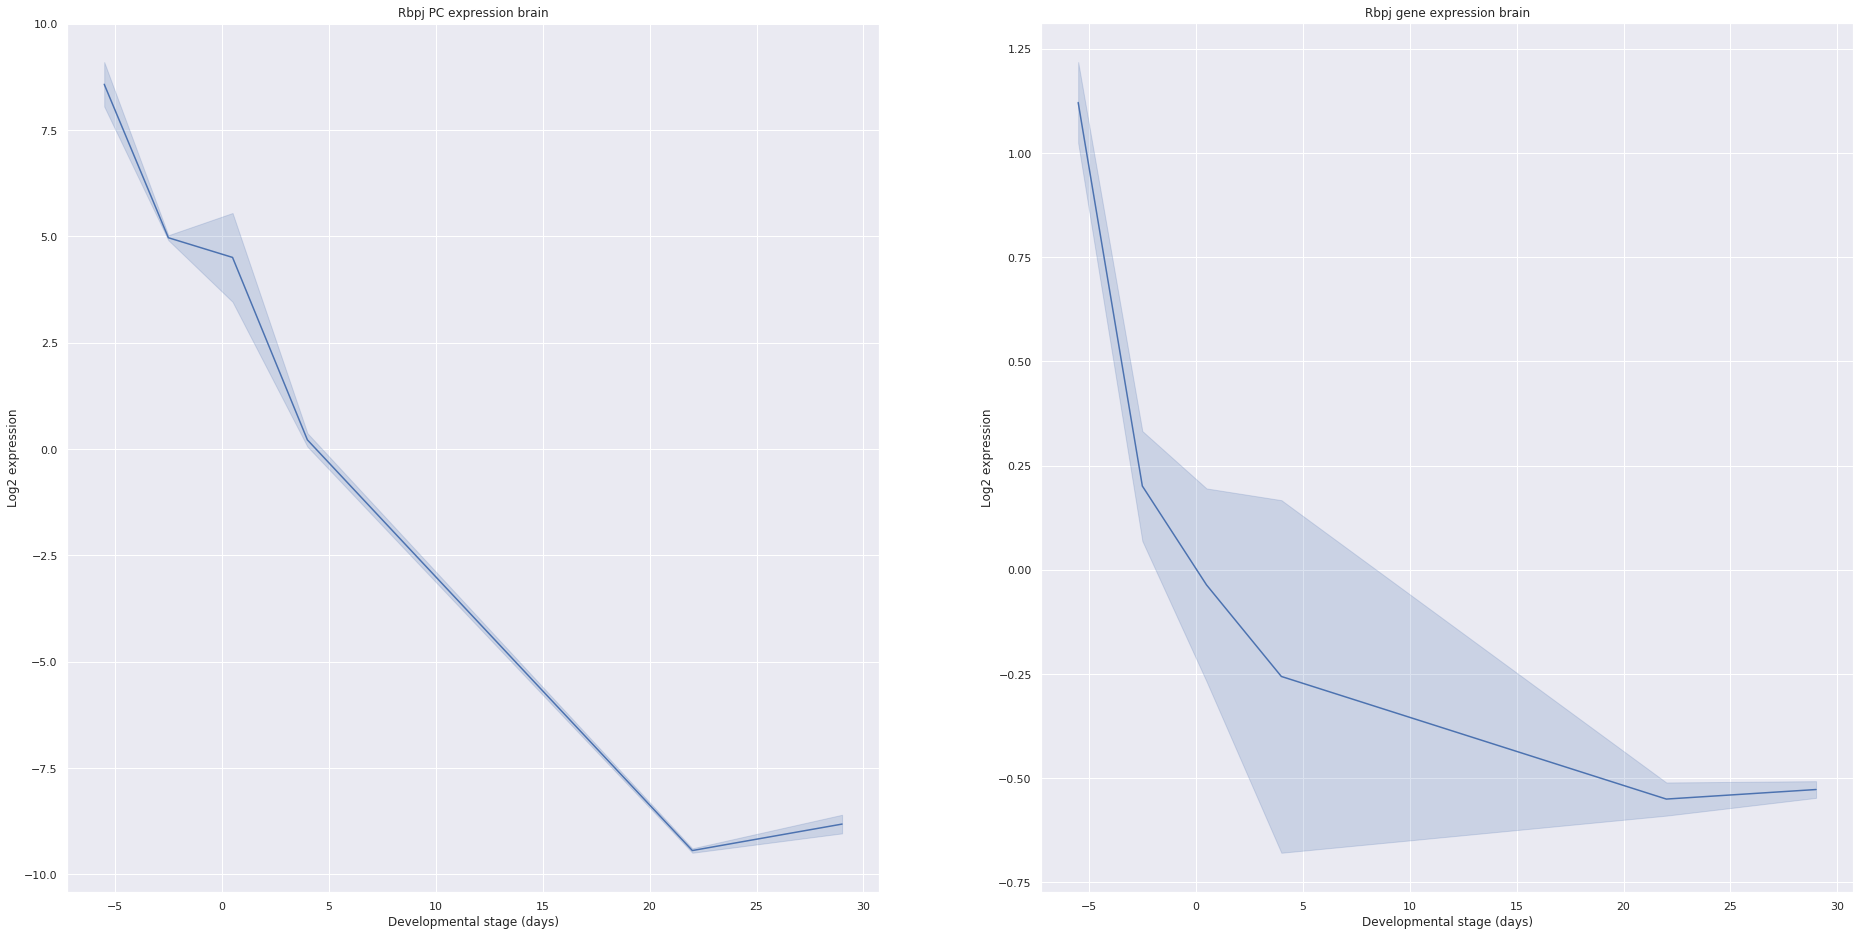 Rbpj PC expression brain
Log2 expression
10.0
7.5
5.0
2.5
0.0
−2.5
−5.0
−7.5
−10.0
−5 0 5 10 15 20 25 30
Developmental stage (days)
Rbpj gene expression brain
Log2 expression
1.25
1.00
0.75
0.50
0.25
0.00
−0.25
−0.50
−0.75
−5 0 5 10 15 20 25 30
Developmental stage (days)